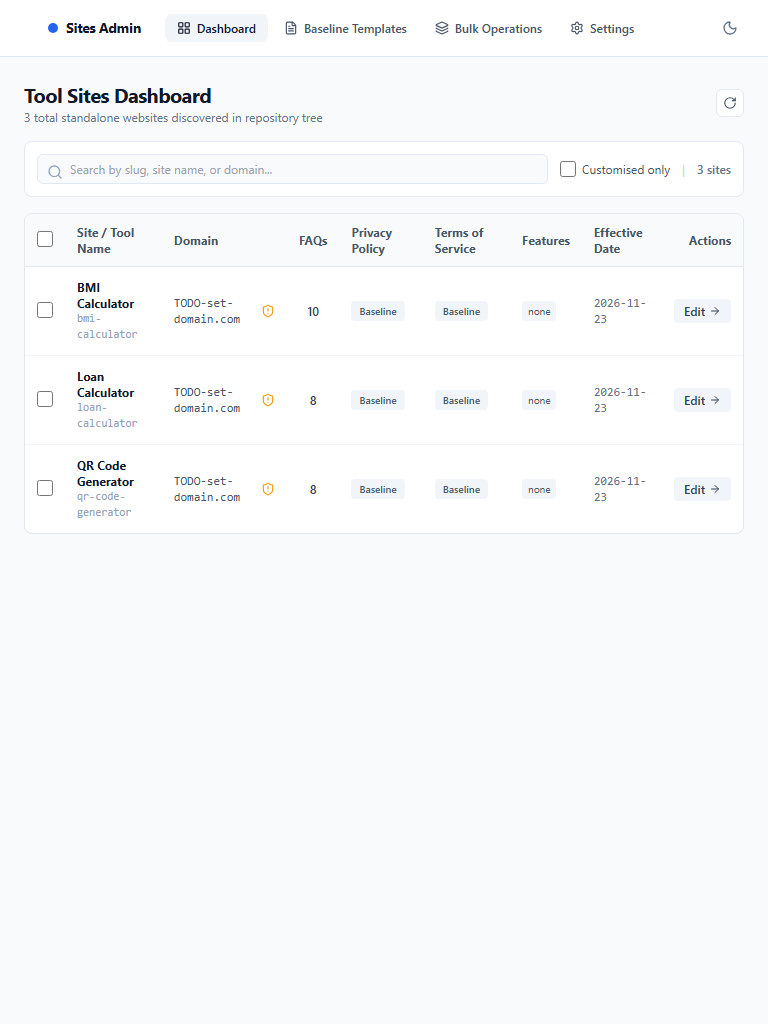 Sites Admin
Dashboard
Baseline Templates
Bulk Operations
Settings
Tool Sites Dashboard
3 total standalone websites discovered in repository tree
Search by slug, site name, or domain...
Customised only | 3 sites
Site / Tool
Name
Domain
FAQs
Privacy
Policy
Terms of
Service
Features
Effective
Date
Actions
BMI
Calculator
bmi-
calculator
TODO-set-
domain.com
10
Baseline
Baseline
none
2026-11-
23
Edit →
Loan
Calculator
loan-
calculator
TODO-set-
domain.com
8
Baseline
Baseline
none
2026-11-
23
Edit →
QR Code
Generator
qr-code-
generator
TODO-set-
domain.com
8
Baseline
Baseline
none
2026-11-
23
Edit →